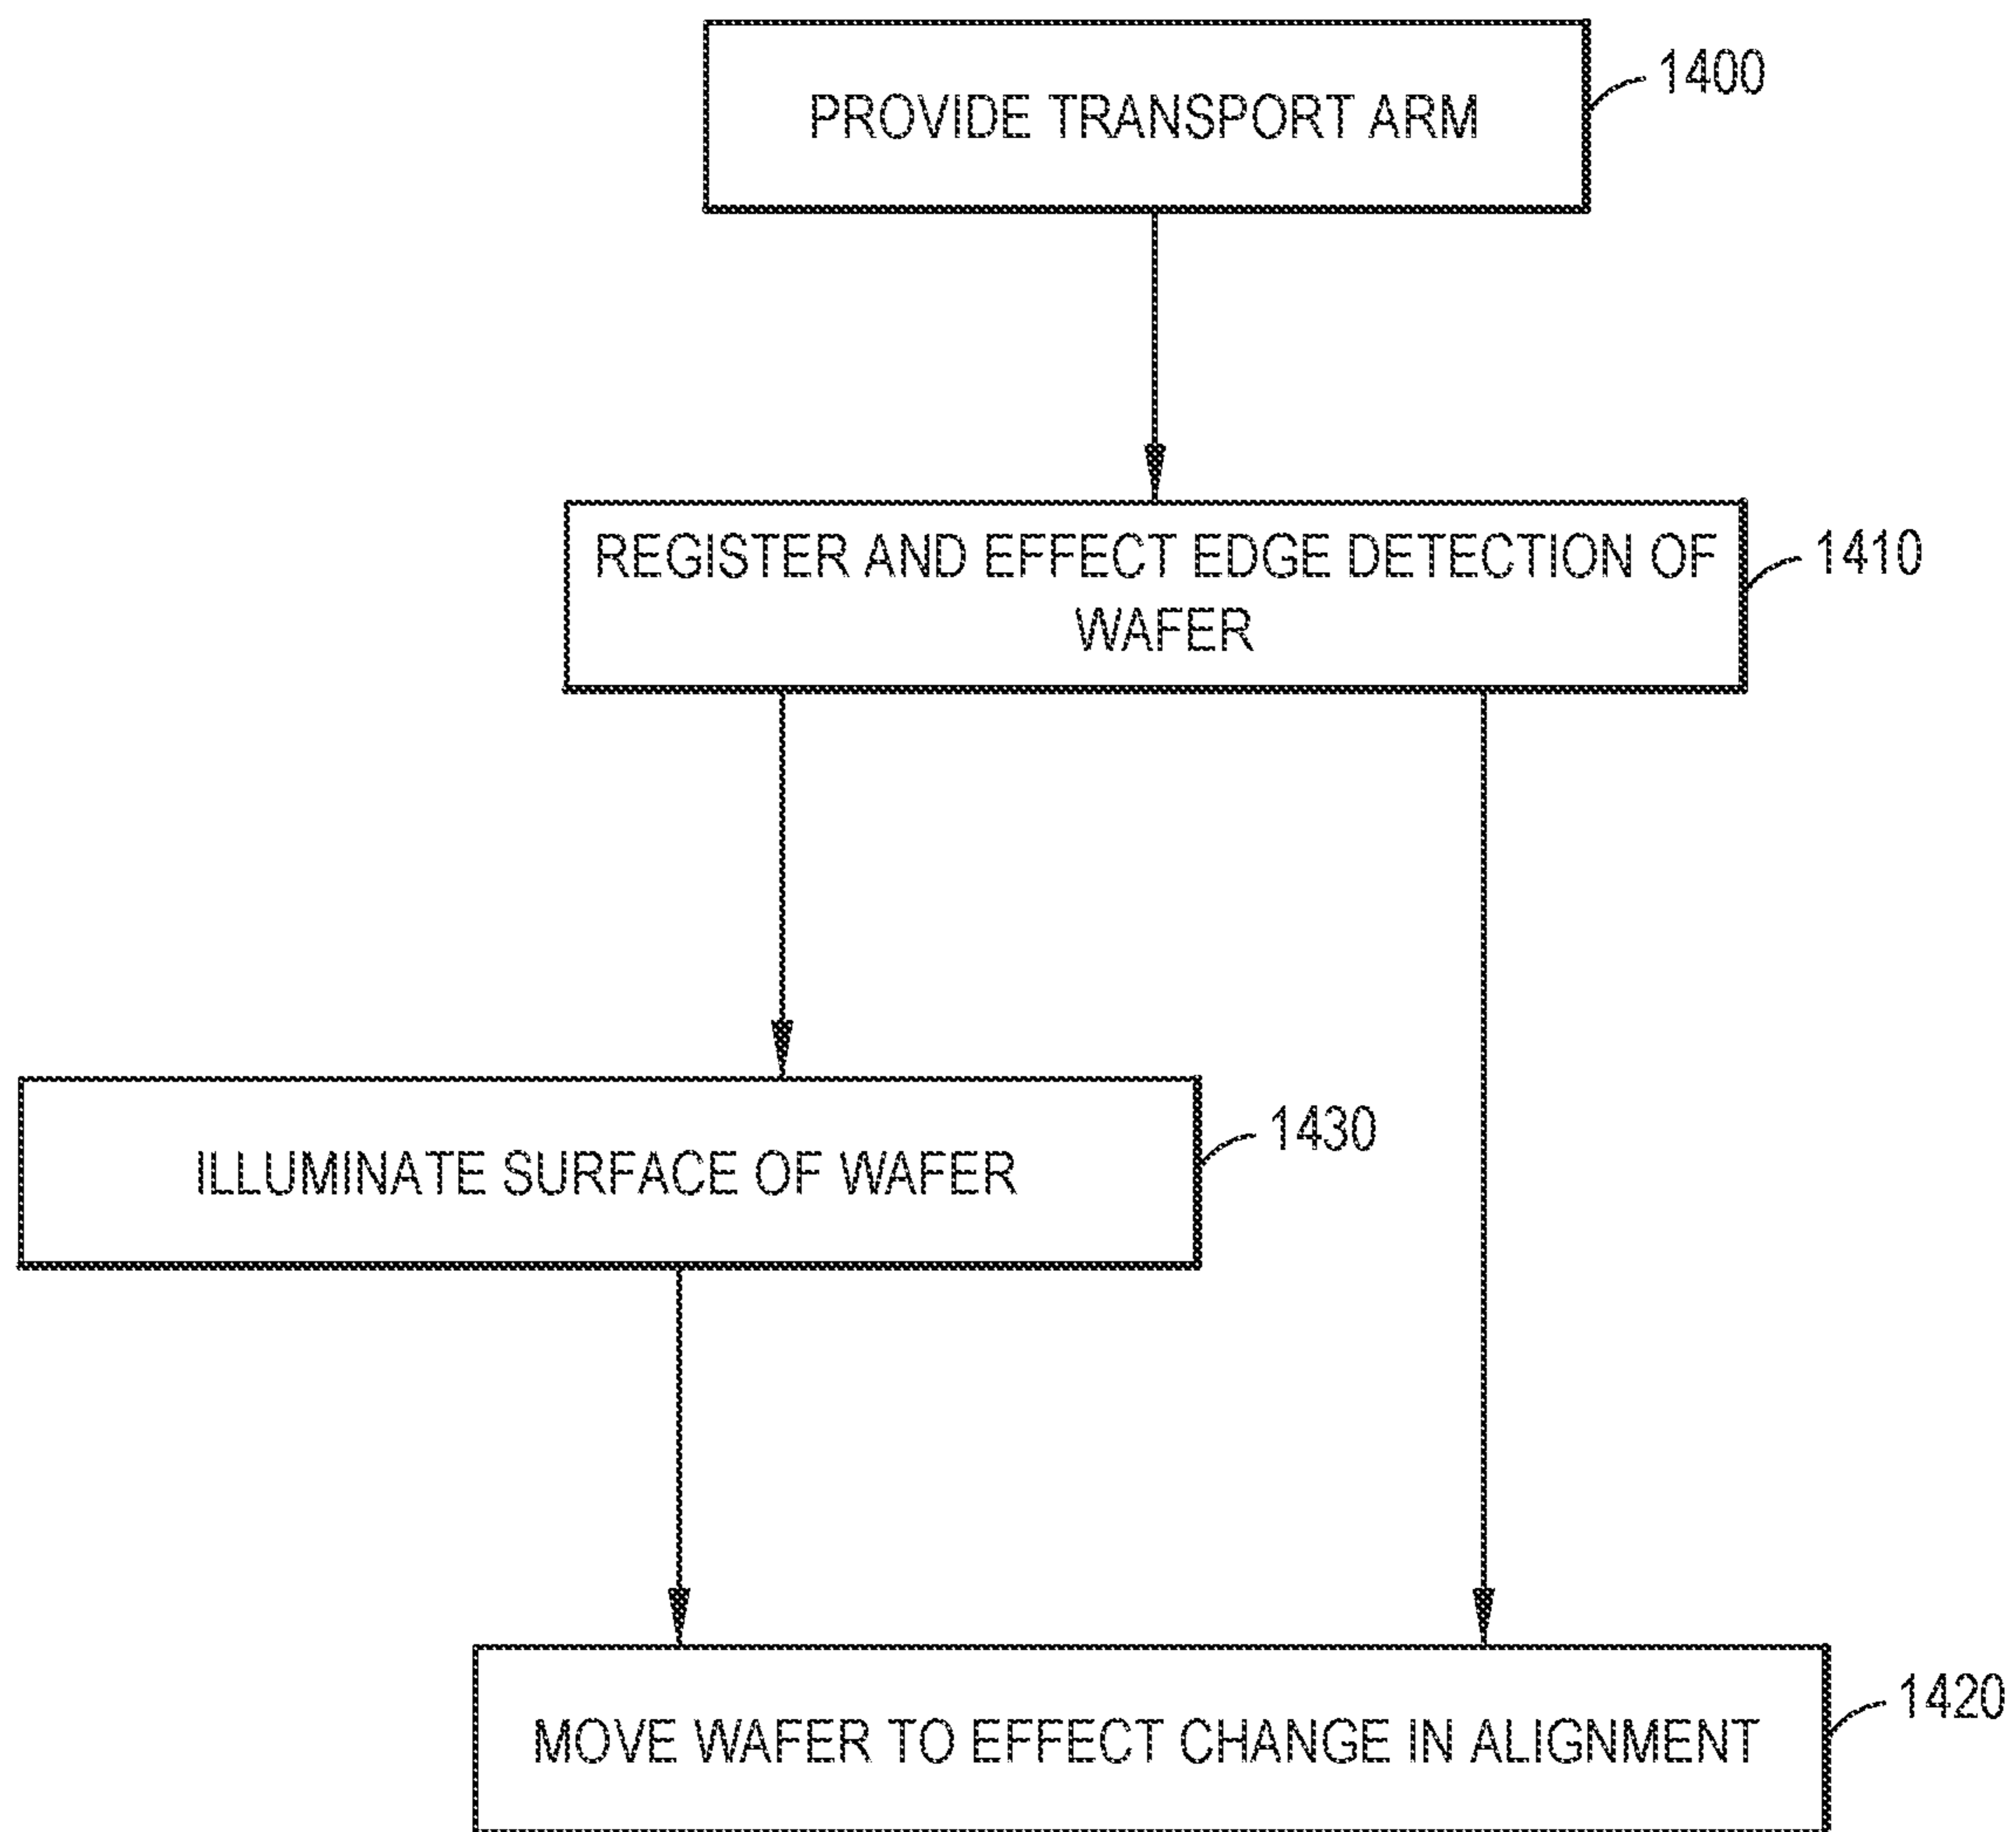 PROVIDE TRANSPORT ARM
1400
REGISTER AND EFFECT EDGE DETECTION OF
WAFER
1410
ILLUMINATE SURFACE OF WAFER
1430
MOVE WAFER TO EFFECT CHANGE IN ALIGNMENT
1420